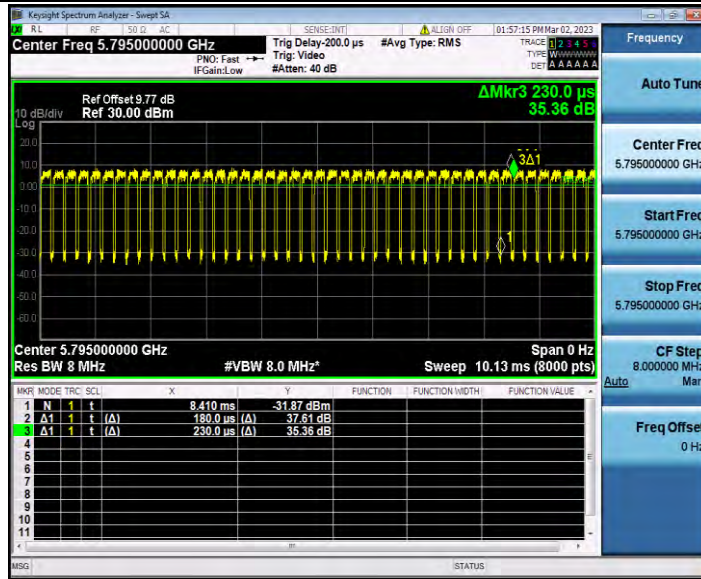 Keysight Spectrum Analyzer - Swept SA
RL RF 50 Ω AC SENSE:INT ALIGN OFF 01:57:15 PM Mar 02, 2023
Center Freq 5.795000000 GHz
PNO: Fast
IFGain:Low
Trig Delay-200.0 µs
Trig: Video
#Atten: 40 dB
#Avg Type: RMS
TRACE 1 2 3 4 5 6
TYPE W
DET A A A A A A
Frequency
Auto Tune
Center Freq
5.795000000 GHz
Start Freq
5.795000000 GHz
Stop Freq
5.795000000 GHz
CF Step
8.000000 MHz
Auto Man
Freq Offset
0 Hz
ΔMkr3 230.0 µs
35.36 dB
Ref Offset 9.77 dB
10 dB/div Ref 30.00 dBm
Log
20.0
10.0
0.00
-10.0
-20.0
-30.0
-40.0
-50.0
-60.0
3Δ1
1
Center 5.795000000 GHz Span 0 Hz
Res BW 8 MHz #VBW 8.0 MHz* Sweep 10.13 ms (8000 pts)
MKR MODE TRC SCL X Y FUNCTION FUNCTION WIDTH FUNCTION VALUE
1 N 1 t 8.410 ms -31.87 dBm
2 Δ1 1 t (Δ) 180.0 µs (Δ) 37.61 dB
3 Δ1 1 t (Δ) 230.0 µs (Δ) 35.36 dB
4
5
6
7
8
9
10
11
MSG STATUS